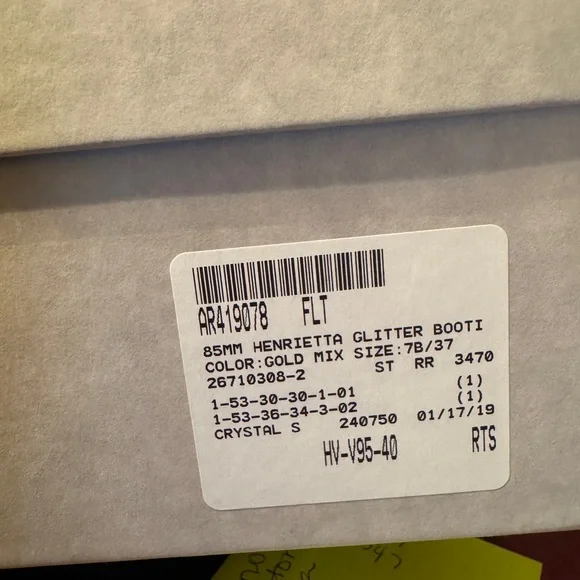 AR419078 FLT
85MM HENRIETTA GLITTER BOOTI
COLOR:GOLD MIX SIZE:7B/37
26710308-2 ST RR 3470
1-53-30-30-1-01 (1)
1-53-36-34-3-02 (1)
CRYSTAL S 240750 01/17/19
HV-V95-40 RTS